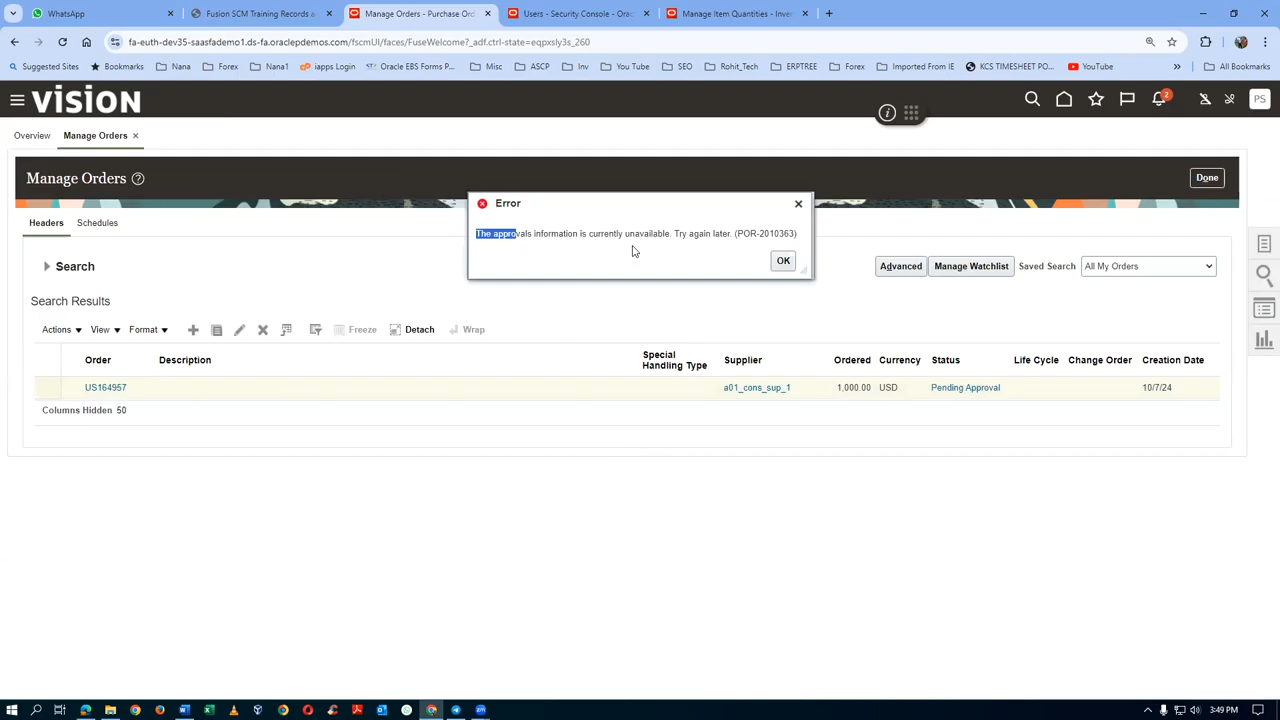 WhatsApp
Fusion SCM Training Records a
Manage Orders - Purchase Ord
Users - Security Console - Orac
Manage Item Quantities - Inven
fa-euth-dev35-saasfademo1.ds-fa.oraclepdemos.com/fscmUI/faces/FuseWelcome?_adf.ctrl-state=eqpxsly3s_260
Suggested Sites
Bookmarks
Nana
Forex
Nana1
iapps Login
Oracle EBS Forms P...
Misc
ASCP
Inv
You Tube
SEO
Rohit_Tech
ERPTREE
Forex
Imported From IE
KCS TIMESHEET PO...
YouTube
All Bookmarks
VISION
2
PS
Overview
Manage Orders
Manage Orders
Done
Error
The approvals information is currently unavailable. Try again later. (POR-2010363)
OK
Headers
Schedules
Search
Advanced
Manage Watchlist
Saved Search
All My Orders
Search Results
Actions
View
Format
Freeze
Detach
Wrap
Order
Description
Special Handling Type
Supplier
Ordered
Currency
Status
Life Cycle
Change Order
Creation Date
US164957
a01_cons_sup_1
1,000.00
USD
Pending Approval
10/7/24
Columns Hidden 50
3:49 PM